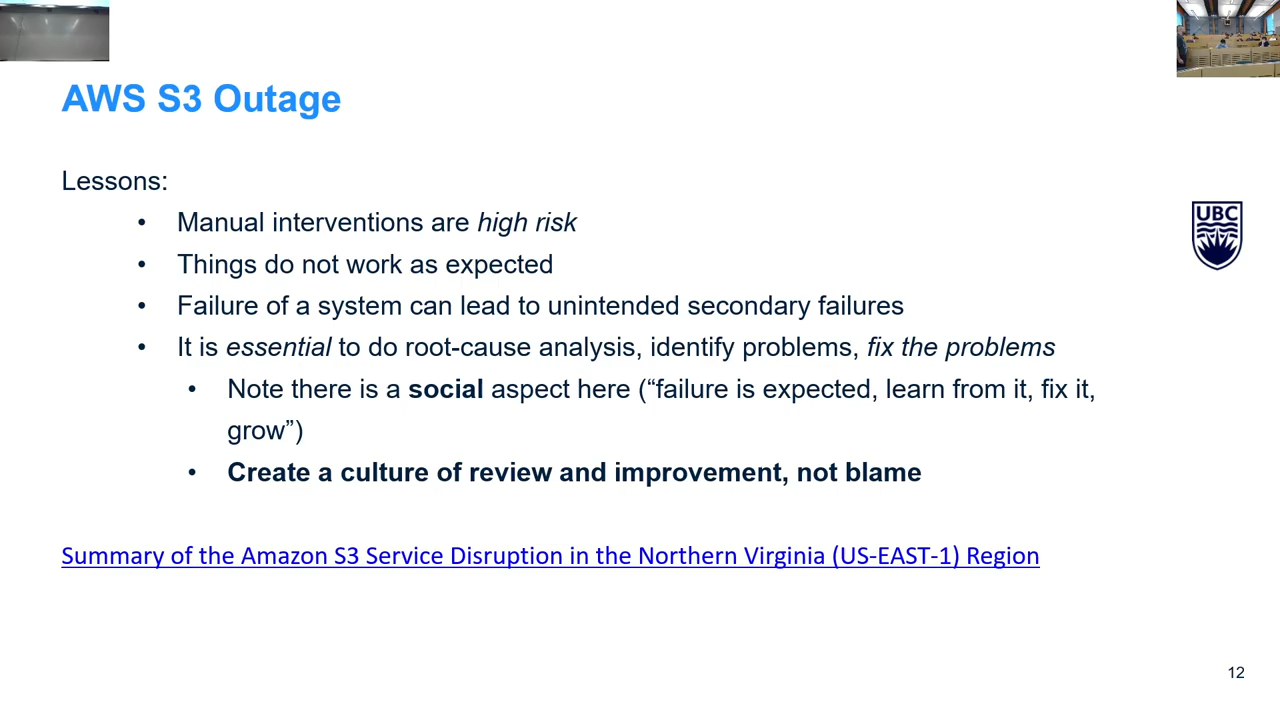 AWS S3 Outage
Lessons:
• Manual interventions are high risk
• Things do not work as expected
• Failure of a system can lead to unintended secondary failures
• It is essential to do root-cause analysis, identify problems, fix the problems
• Note there is a social aspect here (“failure is expected, learn from it, fix it,
grow”)
• Create a culture of review and improvement, not blame
UBC
Summary of the Amazon S3 Service Disruption in the Northern Virginia (US-EAST-1) Region
12